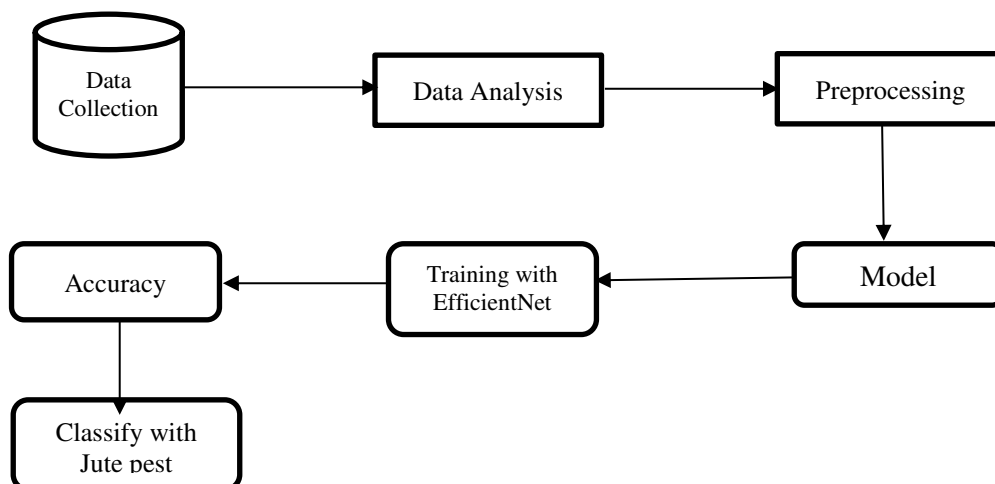 Data
Collection
Data Analysis
Preprocessing
Model
Training with
EfficientNet
Accuracy
Classify with
Jute pest